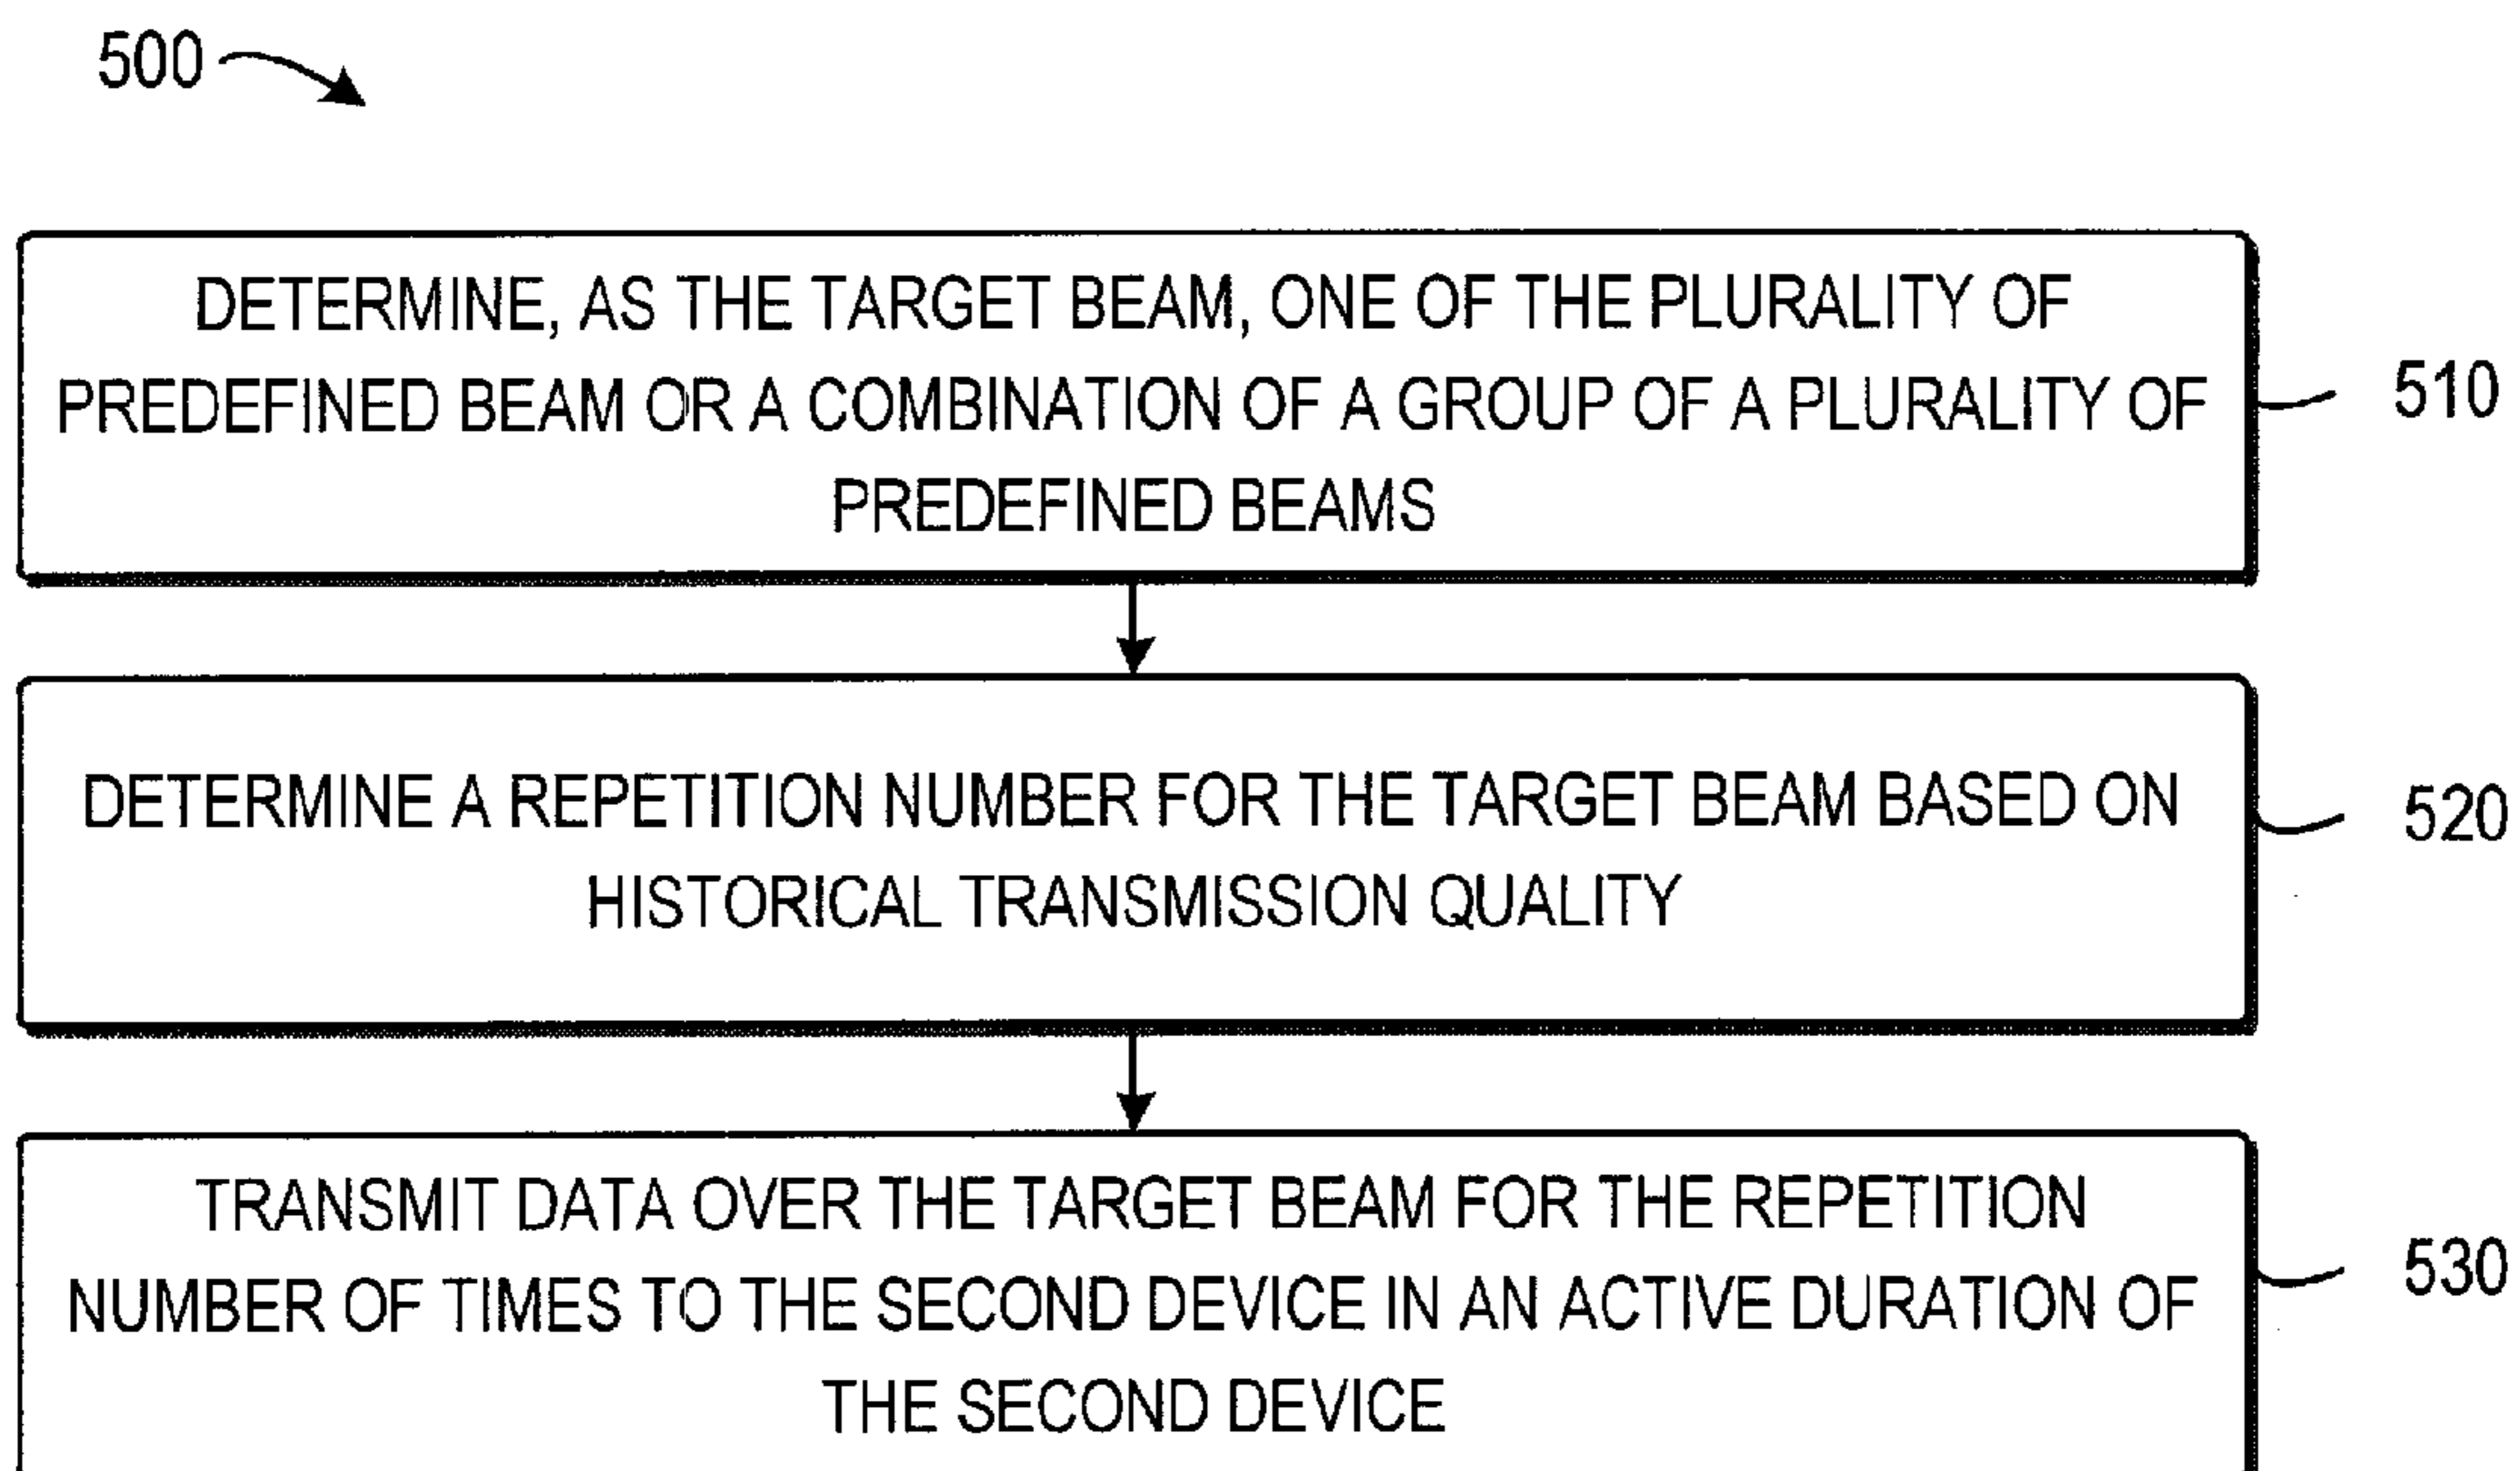 500
DETERMINE, AS THE TARGET BEAM, ONE OF THE PLURALITY OF
PREDEFINED BEAM OR A COMBINATION OF A GROUP OF A PLURALITY OF
PREDEFINED BEAMS
510
DETERMINE A REPETITION NUMBER FOR THE TARGET BEAM BASED ON
HISTORICAL TRANSMISSION QUALITY
520
TRANSMIT DATA OVER THE TARGET BEAM FOR THE REPETITION
NUMBER OF TIMES TO THE SECOND DEVICE IN AN ACTIVE DURATION OF
THE SECOND DEVICE
530